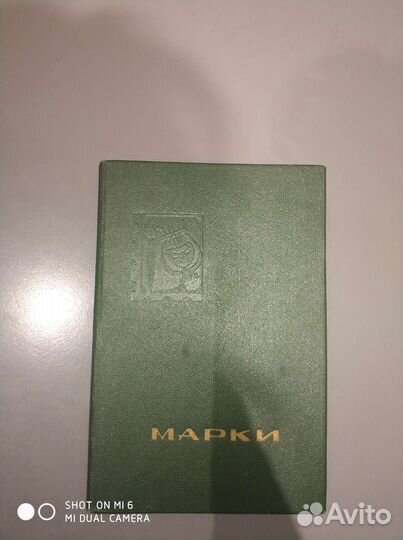 МАРКИ
SHOT ON MI 6
MI DUAL CAMERA
Avito